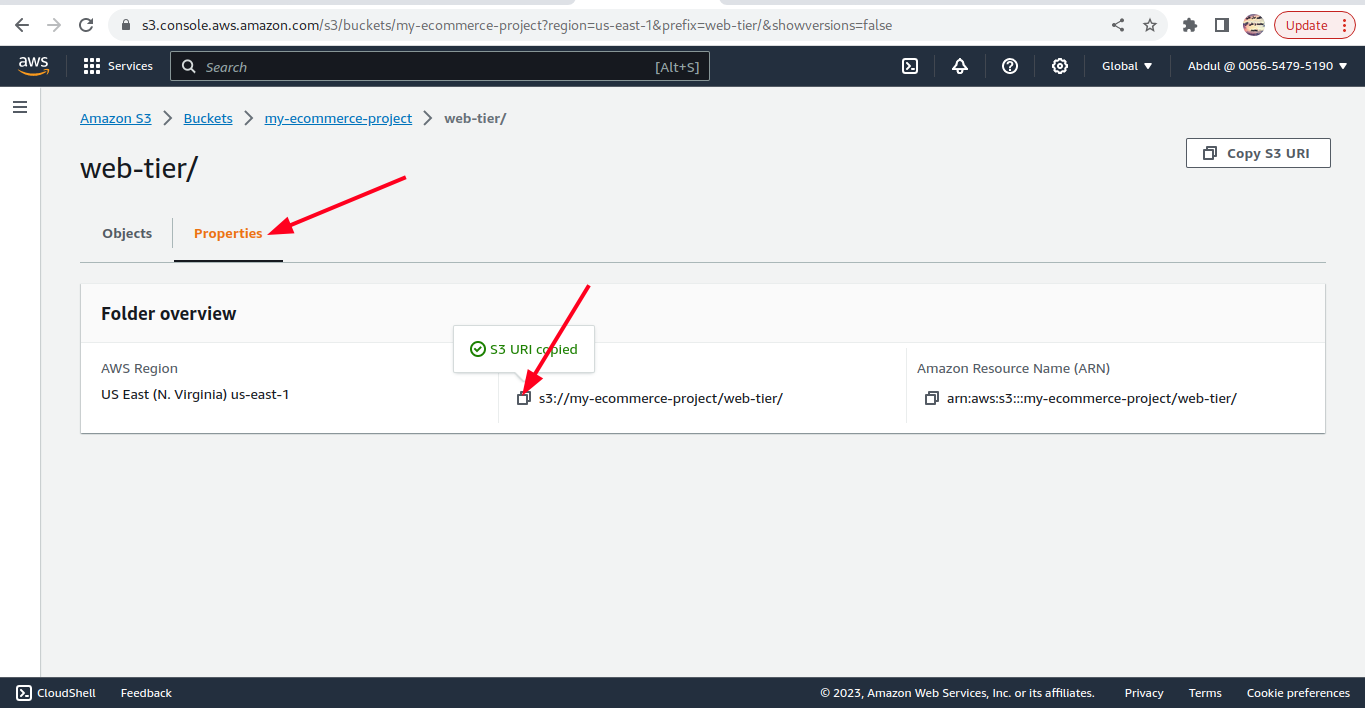 s3.console.aws.amazon.com/s3/buckets/my-ecommerce-project?region=us-east-1&prefix=web-tier/&showversions=false
Update
aws
Services
Search
[Alt+S]
Global
Abdul @ 0056-5479-5190
Amazon S3
Buckets
my-ecommerce-project
web-tier/
web-tier/
Copy S3 URI
Objects
Properties
Folder overview
S3 URI copied
AWS Region
US East (N. Virginia) us-east-1
s3://my-ecommerce-project/web-tier/
Amazon Resource Name (ARN)
arn:aws:s3:::my-ecommerce-project/web-tier/
CloudShell
Feedback
© 2023, Amazon Web Services, Inc. or its affiliates.
Privacy
Terms
Cookie preferences